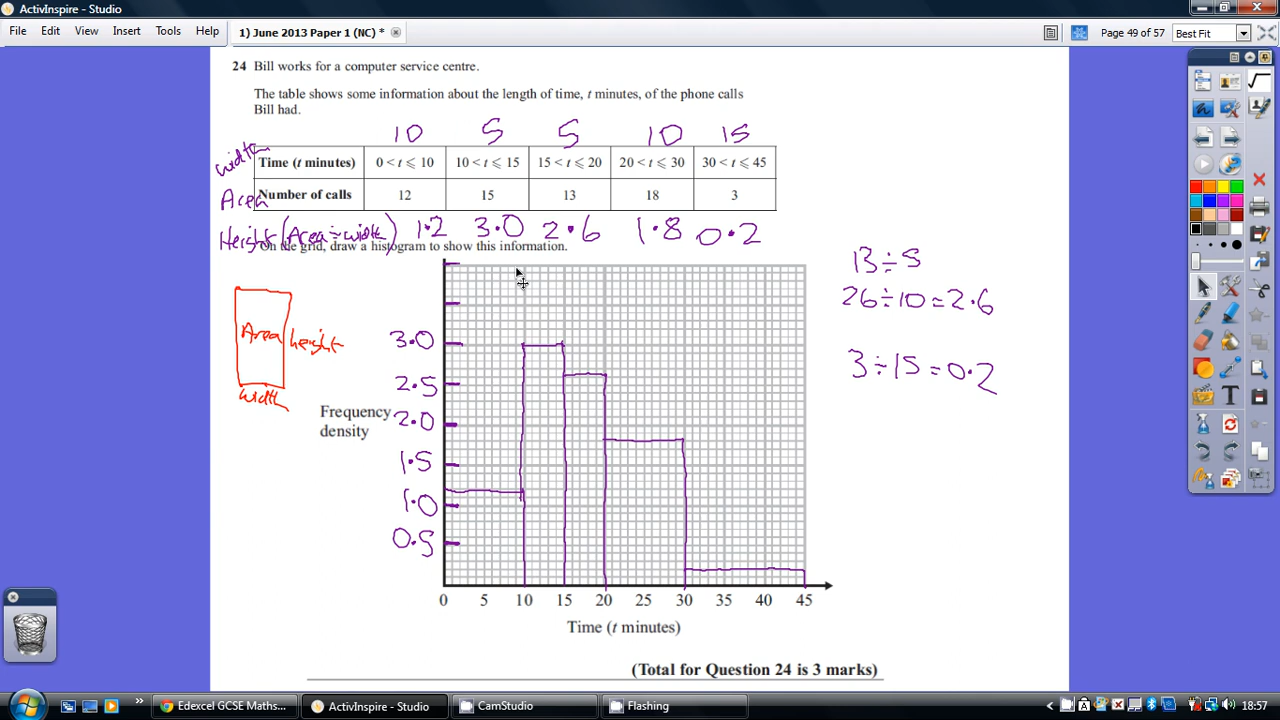 ActivInspire - Studio
File Edit View Insert Tools Help
1) June 2013 Paper 1 (NC) *
Page 49 of 57
Best Fit
24 Bill works for a computer service centre.
The table shows some information about the length of time, t minutes, of the phone calls
Bill had.
10 5 5 10 15
width
Time (t minutes) 0 < t ⩽ 10 10 < t ⩽ 15 15 < t ⩽ 20 20 < t ⩽ 30 30 < t ⩽ 45
Area
Number of calls 12 15 13 18 3
Height (Area ÷ width) 1.2 3.0 2.6 1.8 0.2
On the grid, draw a histogram to show this information.
13÷5
26÷10=2.6
3÷15=0.2
Area
height
width
3.0
2.5
2.0
1.5
1.0
0.5
Frequency
density
0 5 10 15 20 25 30 35 40 45
Time (t minutes)
(Total for Question 24 is 3 marks)
Edexcel GCSE Maths...
ActivInspire - Studio
CamStudio
Flashing
18:57